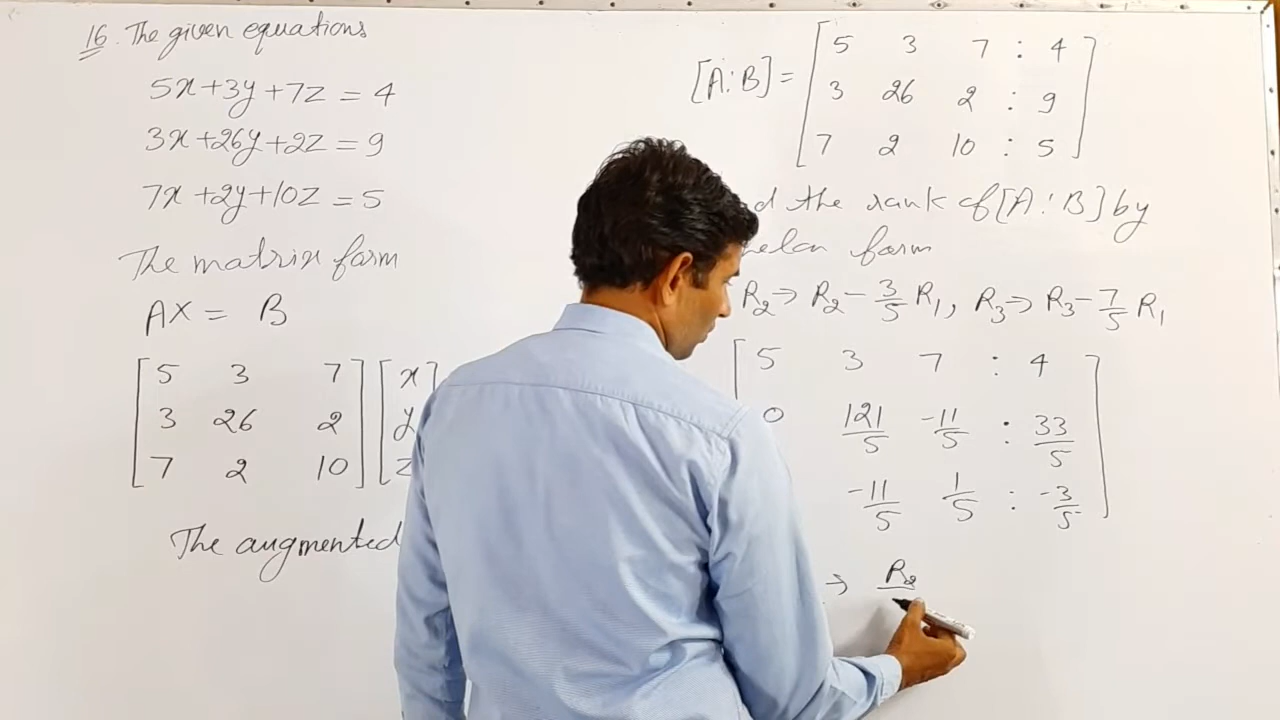 16. The given equations
5x+3y+7z = 4
3x+26y+2z = 9
7x+2y+10z = 5
The matrix form
AX = B
5 3 7 x
3 26 2 y
7 2 10 z
The augmented
[A:B] = 5 3 7 : 4
3 26 2 : 9
7 2 10 : 5
the rank of [A:B] by
form
R₂→ R₂ - 3/5 R₁, R₃→ R₃ - 7/5 R₁
5 3 7 : 4
0 121/5 -11/5 : 33/5
-11/5 1/5 : -3/5
→ R₂